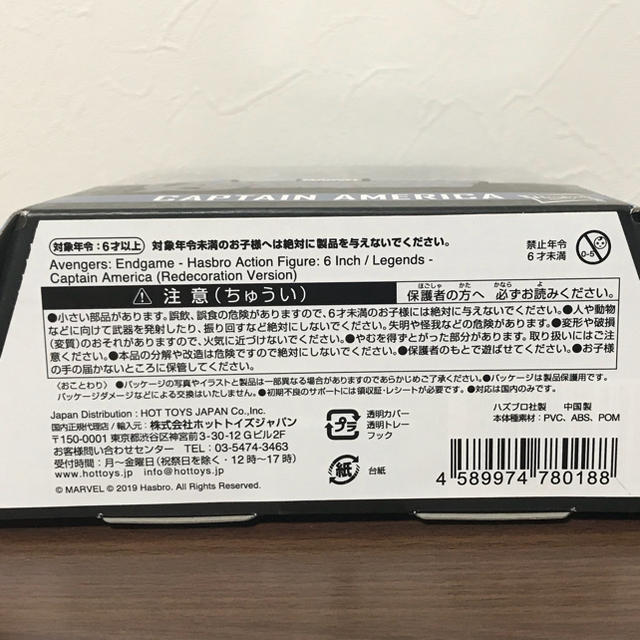 CAPTAIN AMERICA
対象年令:6才以上 対象年令未満のお子様へは絶対に製品を与えないでください。
Avengers: Endgame - Hasbro Action Figure: 6 Inch / Legends -
Captain America (Redecoration Version)
禁止年令
6才未満
0-5
注意(ちゅうい)
保護者の方へ 必ずお読みください。
ほごしゃ かた かなら よ
●小さい部品があります。誤飲、誤食の危険がありますので、6才未満のお子様には絶対に与えないでください。●人や動物
などに向けて武器を発射したり、振り回すなど絶対にしないでください。失明や怪我などの危険があります。●変形や破損
(変質)のおそれがありますので、火気に近づけないでください。●やむを得ずとがった部分があります。取り扱いにはご注
意ください。●本品の分解や改造は危険ですので絶対にしないでください。●保護者のもとで遊ばせてください。●お子様
の手の届かないところに保管してください。
〈おことわり〉●パッケージの写真やイラストと製品は一部異なる場合がありますのであらかじめご了承ください。●パッケージは製品保護用です。
パッケージダメージなどによる交換はできません。●初期不良のサポートには領収証・レシートが必要です。●対応は国内のみです。
Japan Distribution : HOT TOYS JAPAN Co.,Inc.
国内正規代理店 / 輸入元 : 株式会社ホットトイズジャパン
〒150-0001 東京都渋谷区神宮前3-30-12 Gビル2F
お客様問い合わせセンター TEL: 03-5474-3463
受付時間 : 月〜金曜日(祝祭日を除く・12時〜17時)
https://www.hottoys.jp
© MARVEL © 2019 Hasbro. All Rights Reserved.
プラ
透明カバー
透明トレー
フック
紙
台紙
ハズブロ社製 中国製
本体種素材 : PVC、ABS、POM
4 589974 780188